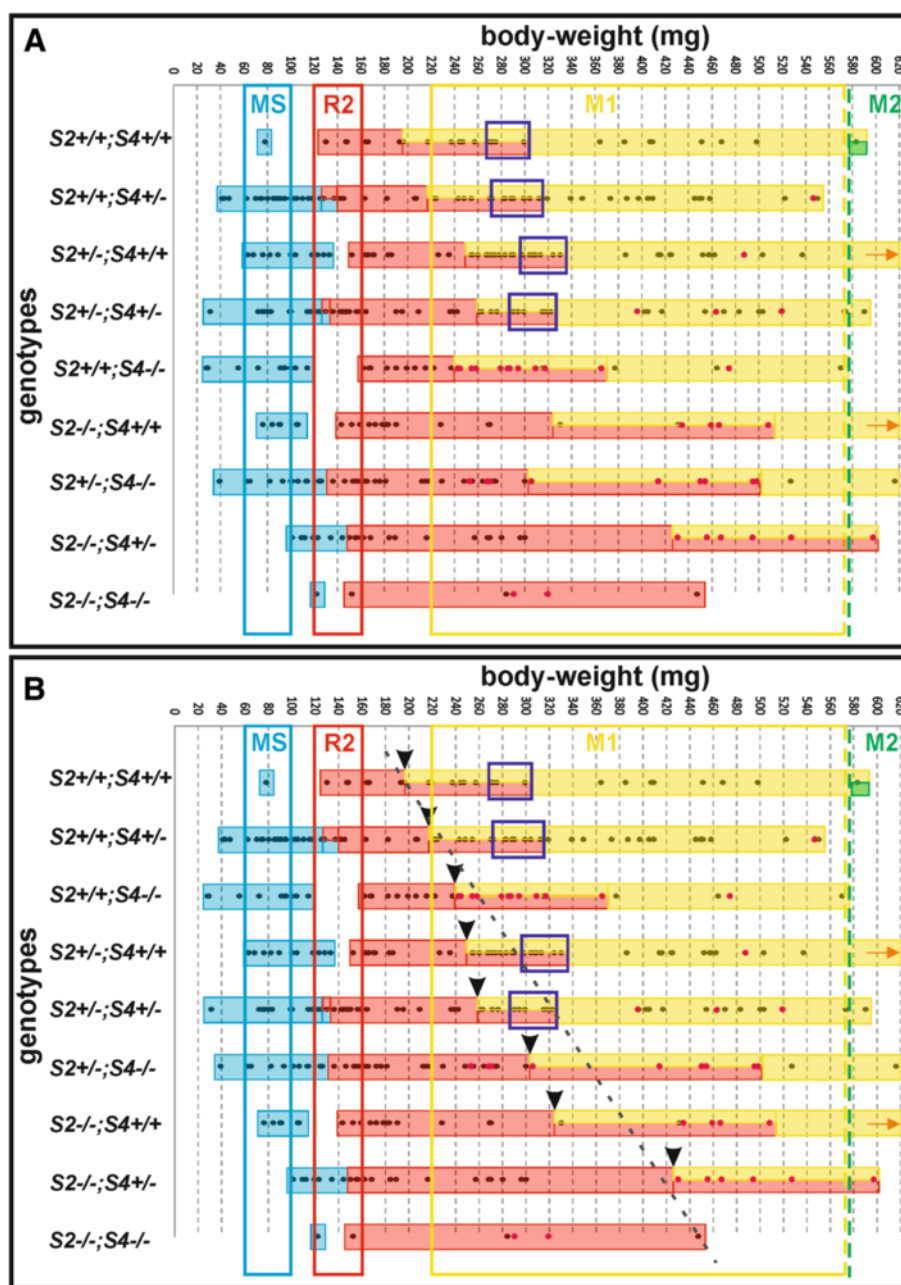 A
body-weight (mg)
0 20 40 60 80 100 120 140 160 180 200 220 240 260 280 300 320 340 360 380 400 420 440 460 480 500 520 540 560 580 600 620
MS R2 M1 M2
genotypes
S2+/+;S4+/+
S2+/+;S4+/-
S2+/-;S4+/+
S2+/-;S4+/-
S2+/+;S4-/-
S2-/-;S4+/+
S2+/-;S4-/-
S2-/-;S4+/-
S2-/-;S4-/-
B
body-weight (mg)
0 20 40 60 80 100 120 140 160 180 200 220 240 260 280 300 320 340 360 380 400 420 440 460 480 500 520 540 560 580 600 620
MS R2 M1 M2
genotypes
S2+/+;S4+/+
S2+/+;S4+/-
S2+/+;S4-/-
S2+/-;S4+/+
S2+/-;S4+/-
S2+/-;S4-/-
S2-/-;S4+/+
S2-/-;S4+/-
S2-/-;S4-/-